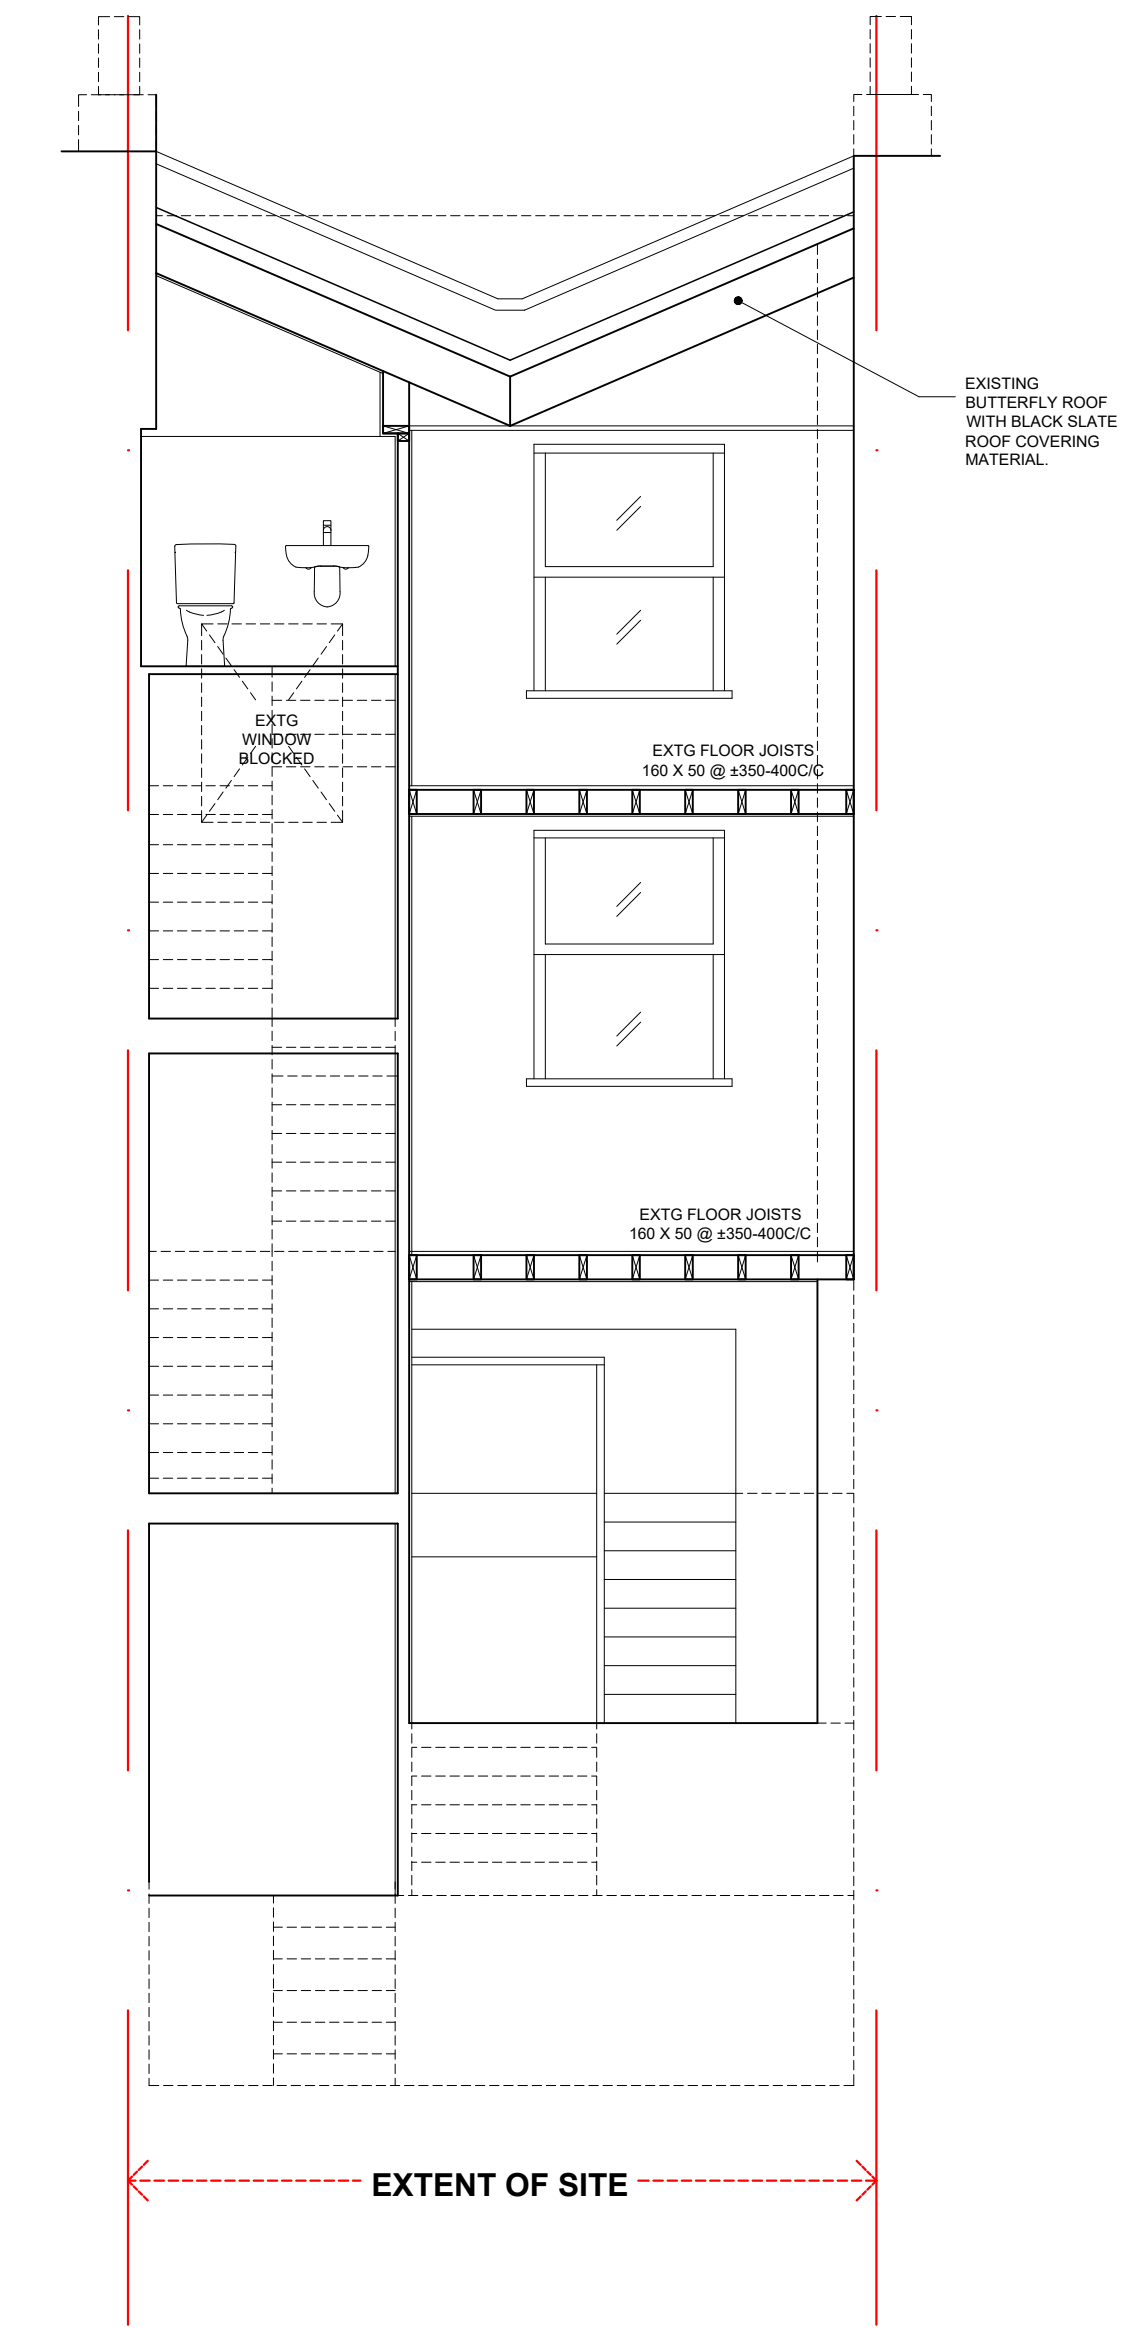 EXISTING
BUTTERFLY ROOF
WITH BLACK SLATE
ROOF COVERING
MATERIAL.
EXTG
WINDOW
BLOCKED
EXTG FLOOR JOISTS
160 X 50 @ ±350-400C/C
EXTG FLOOR JOISTS
160 X 50 @ ±350-400C/C
EXTENT OF SITE